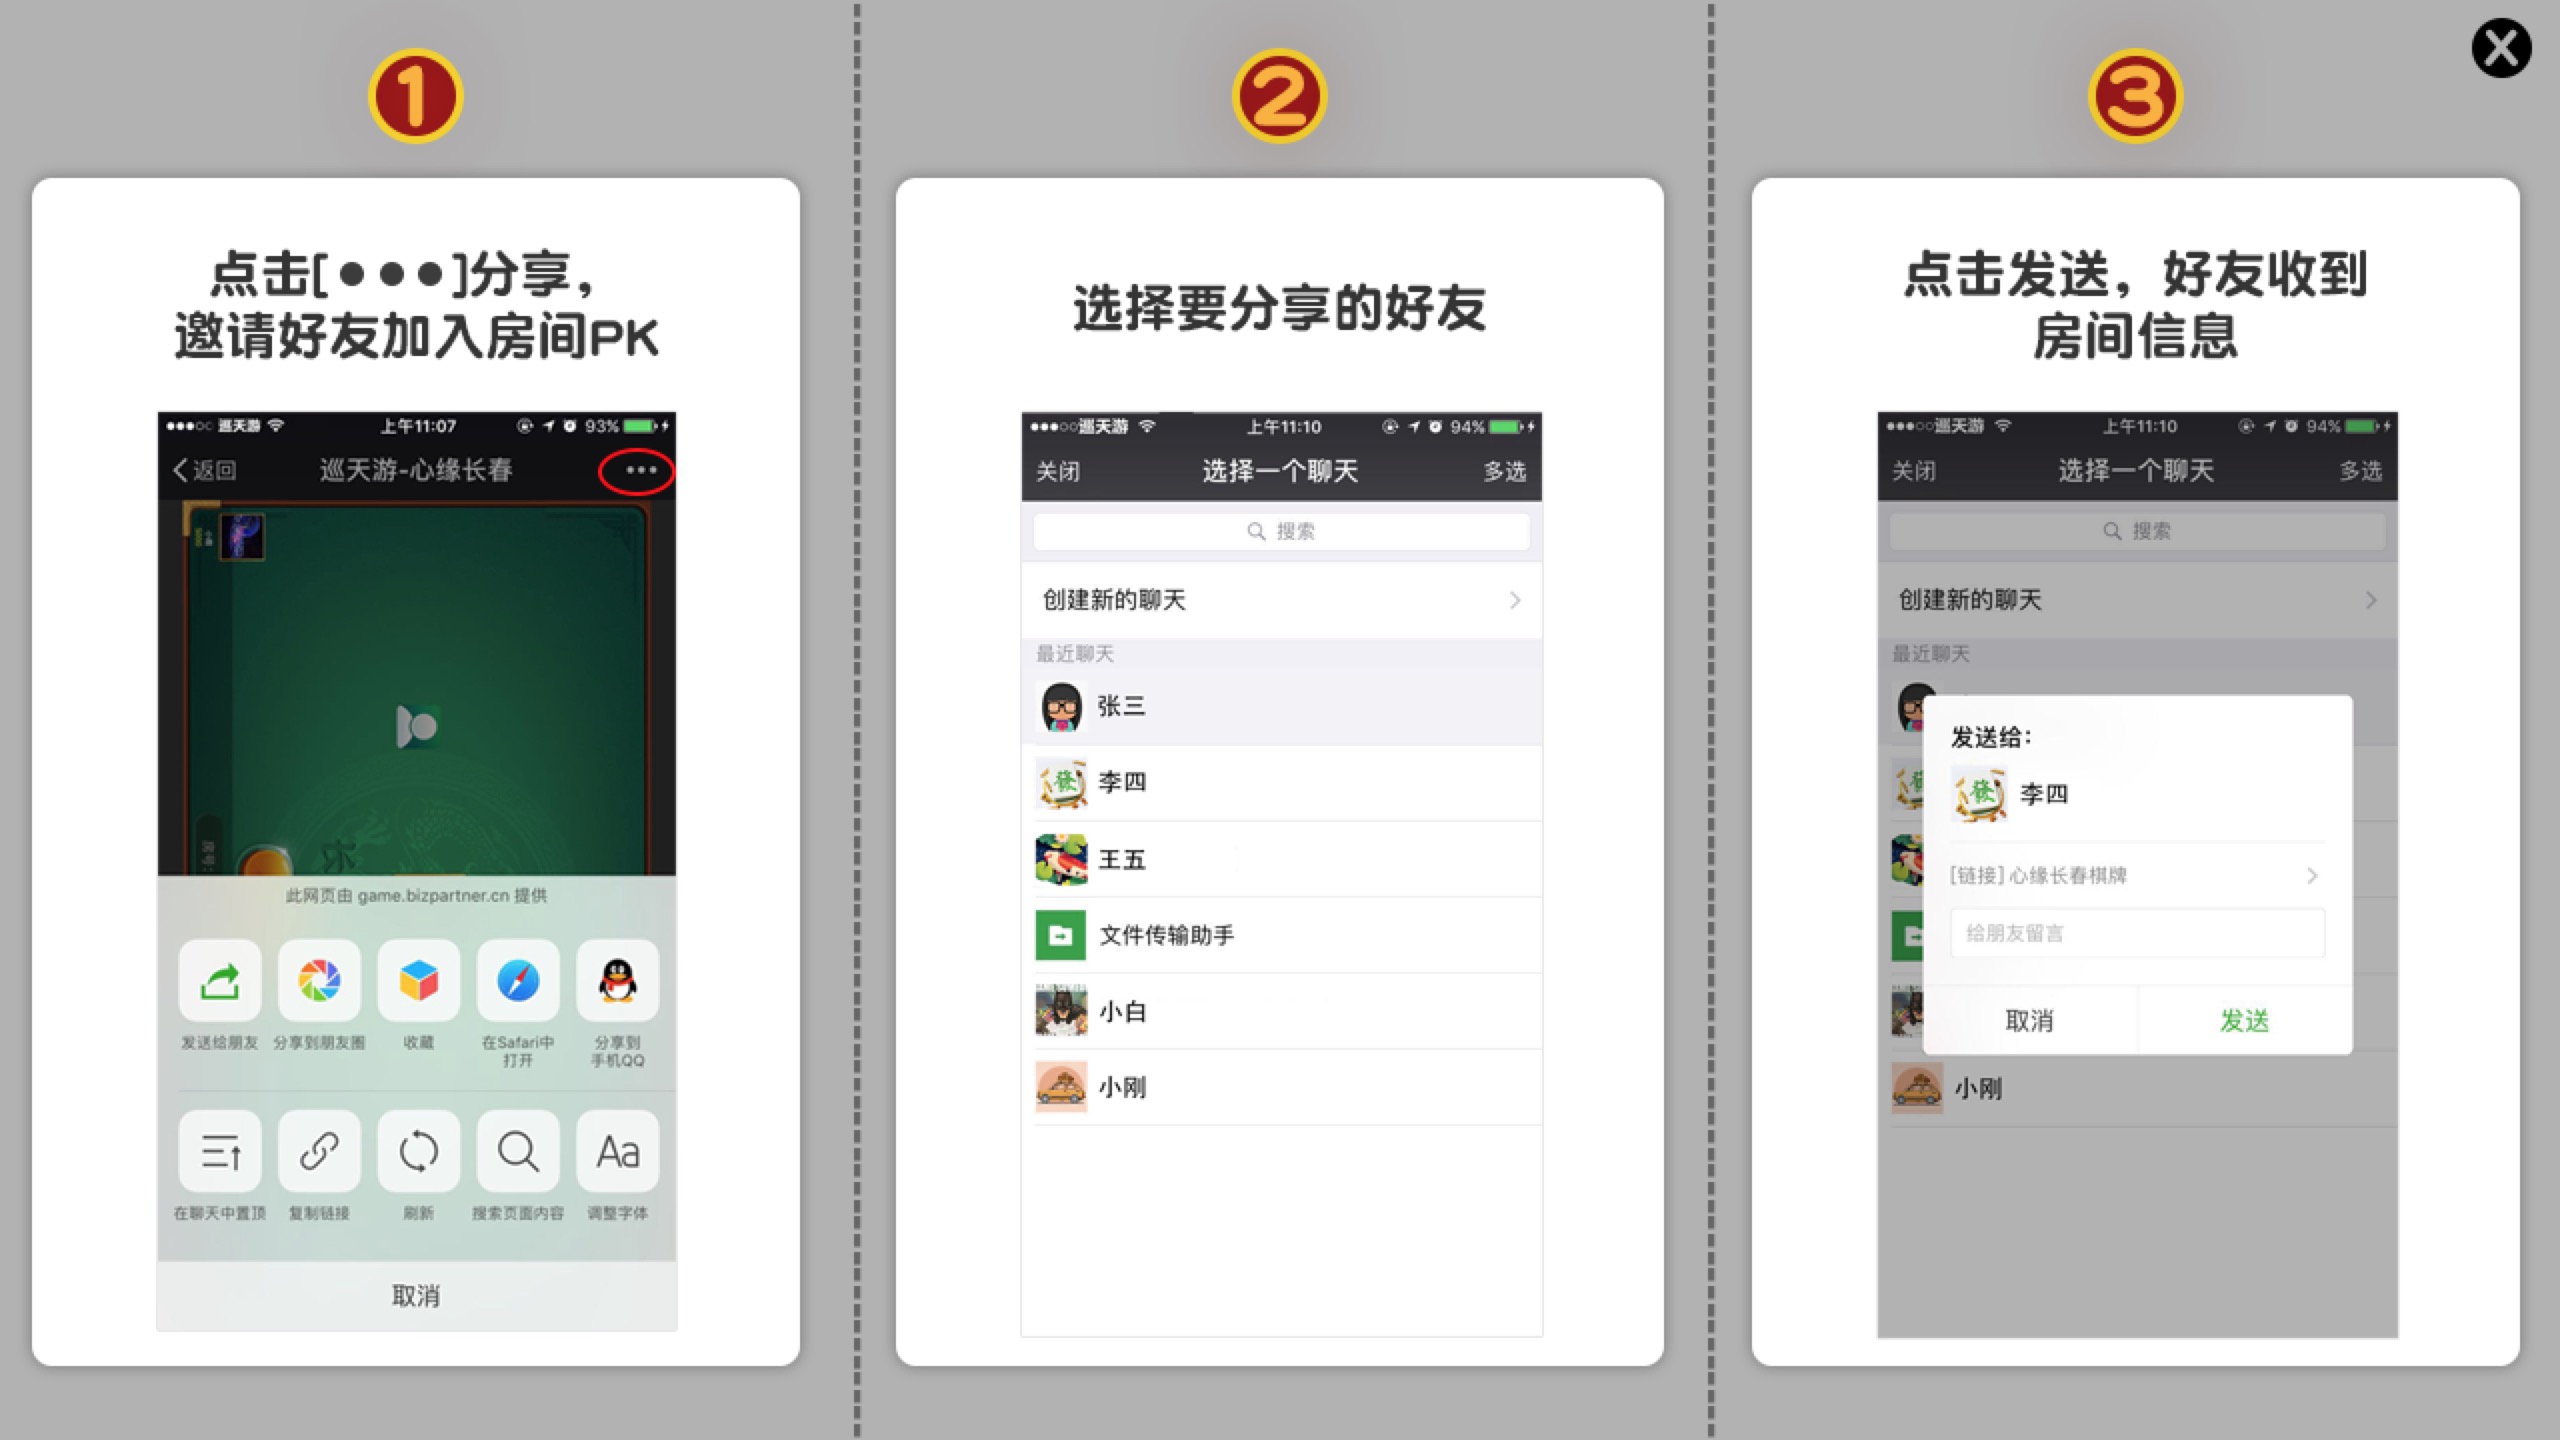 1
点击[•••]分享，
邀请好友加入房间PK
巡天游
上午11:07
93%
返回
巡天游-心缘长春
此网页由 game.bizpartner.cn 提供
发送给朋友
分享到朋友圈
收藏
在Safari中
打开
分享到
手机QQ
Aa
在聊天中置顶
复制链接
刷新
搜索页面内容
调整字体
取消
2
选择要分享的好友
巡天游
上午11:10
94%
关闭
选择一个聊天
多选
搜索
创建新的聊天
最近聊天
张三
李四
王五
文件传输助手
小白
小刚
3
点击发送，好友收到
房间信息
巡天游
上午11:10
94%
关闭
选择一个聊天
多选
搜索
创建新的聊天
最近聊天
发送给：
李四
[链接]心缘长春棋牌
给朋友留言
取消
发送
小刚
X